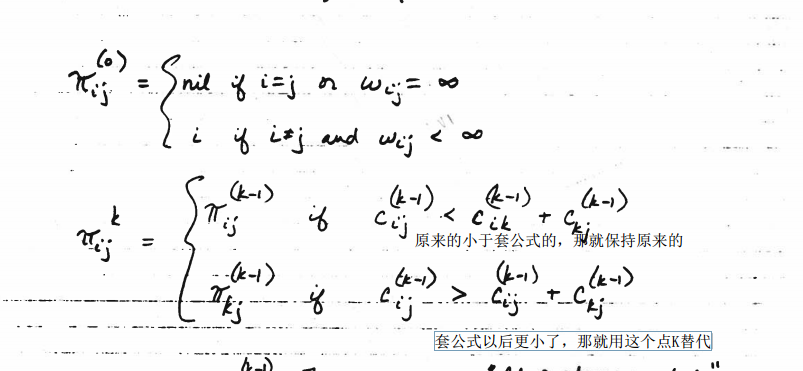 π_ij^(0) = { nil if i=j or w_ij = ∞
i if i≠j and w_ij < ∞
π_ij^k = { π_ij^(k-1) if c_ij^(k-1) < c_ik^(k-1) + c_kj^(k-1)
原来的小于套公式的，那就保持原来的
π_kj^(k-1) if c_ij^(k-1) > c_ij^(k-1) + c_kj^(k-1)
套公式以后更小了，那就用这个点K替代
(k-1)